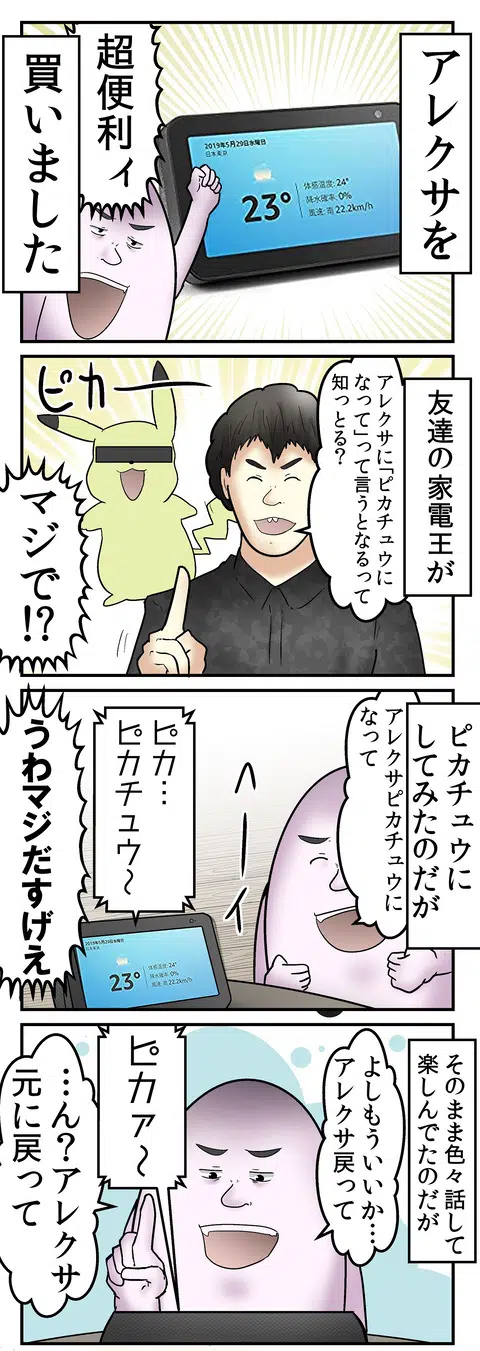 アレクサを
買いました
超便利ィ
2019年5月29日水曜日
日本東京
23°
体感温度: 24°
降水確率: 0%
風速: 南 22.2km/h
友達の家電王が
アレクサに「ピカチュウに
なって」って言うとなるって
知っとる?
ピカー
マジで!?
ピカチュウに
してみたのだが
アレクサピカチュウに
なって
ヘーイ
ピカ…
ピカチュウ〜
うわマジだすげえ
2019年5月29日水曜日
日本東京
23°
体感温度: 24°
降水確率: 0%
風速: 南 22.2km/h
そのまま色々話して
楽しんでたのだが
よしもういいか…
アレクサ戻って
ピカァ〜
…ん?アレクサ
元に戻って